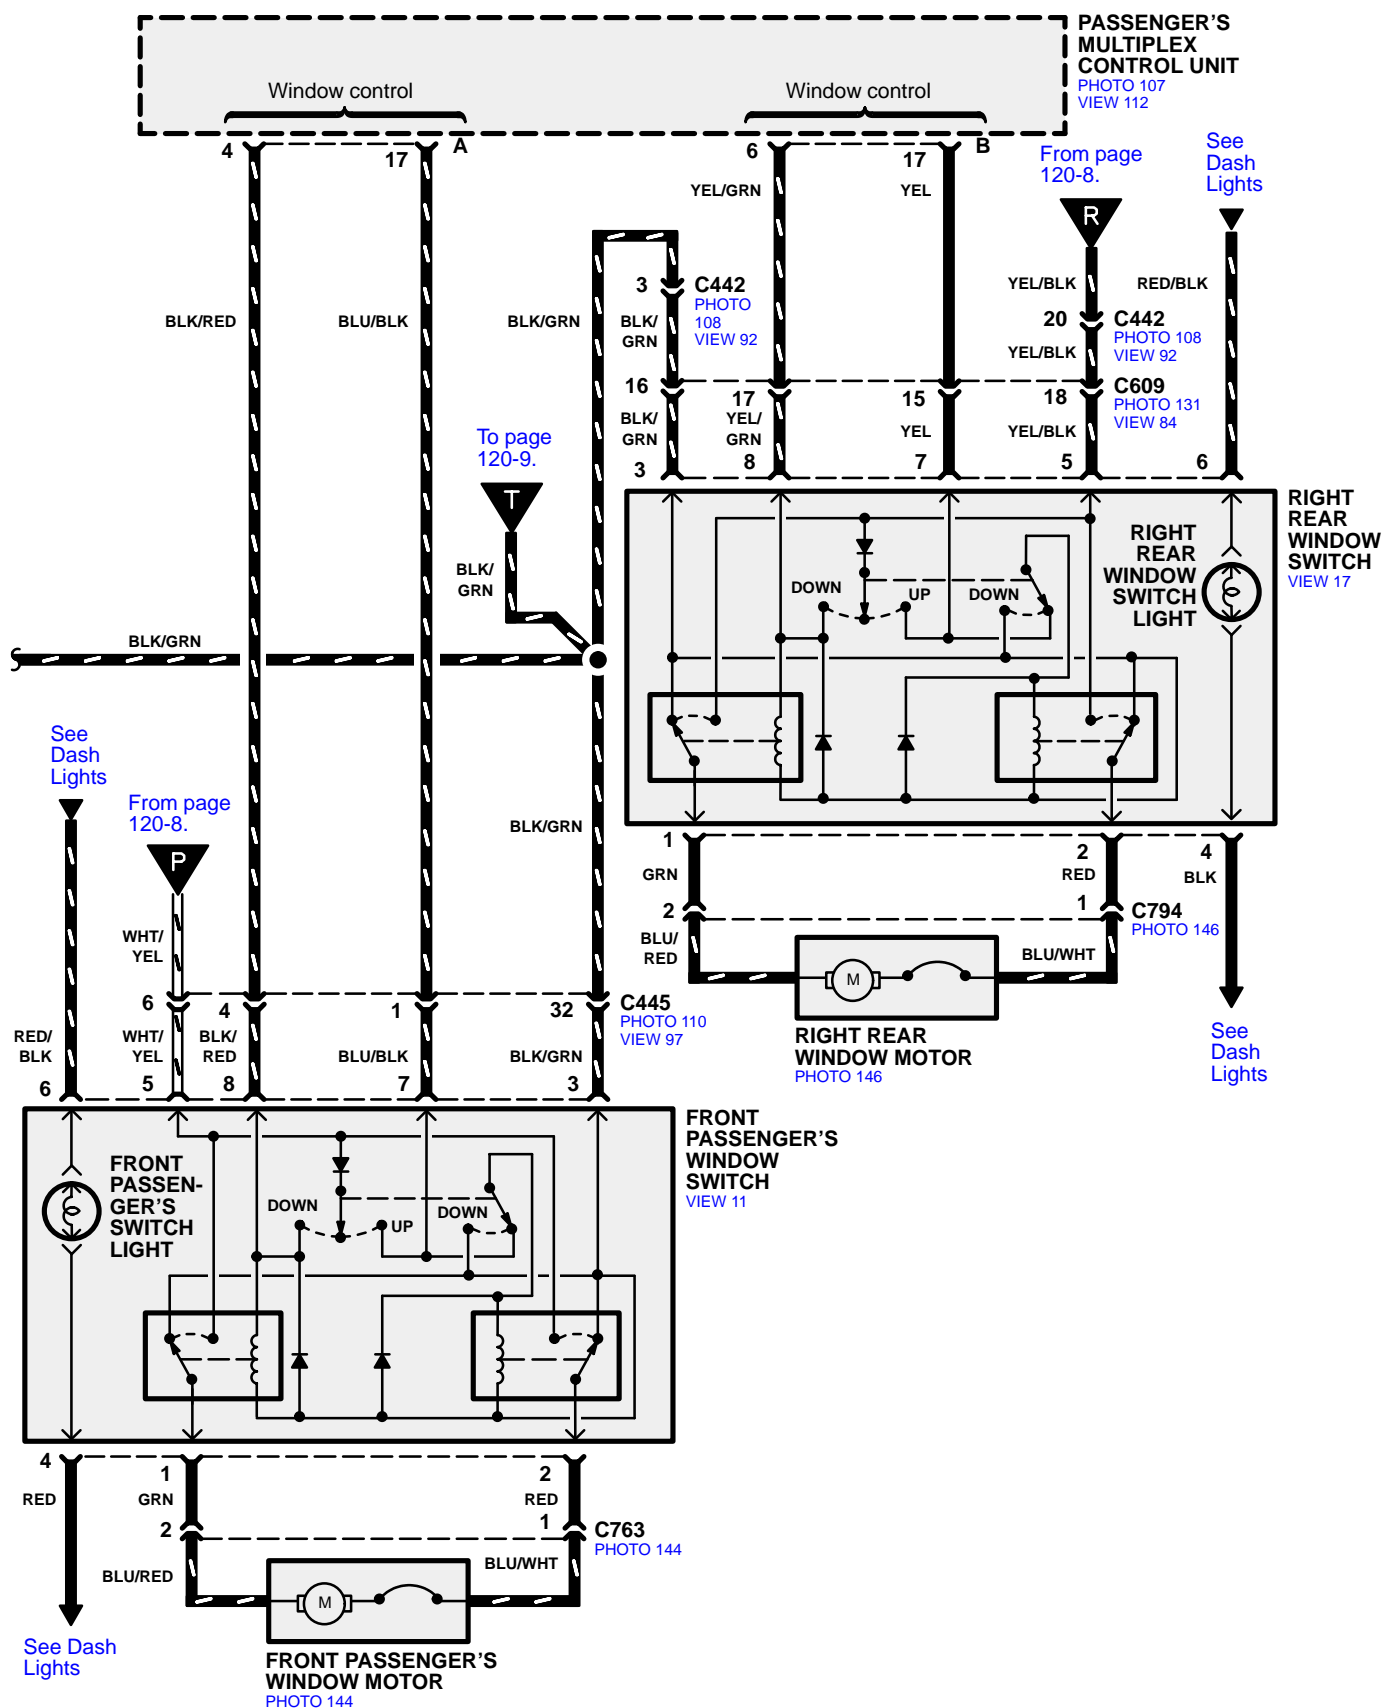 PASSENGER'S
MULTIPLEX
CONTROL UNIT
PHOTO 107
VIEW 112
Window control
Window control
4
17
A
6
17
B
From page
120-8.
See
Dash
Lights
YEL/GRN
YEL
R
3
C442
PHOTO
108
VIEW 92
YEL/BLK
RED/BLK
BLK/RED
BLU/BLK
BLK/GRN
BLK/
GRN
20
C442
PHOTO 108
VIEW 92
YEL/BLK
16
17
15
18
C609
PHOTO 131
VIEW 84
BLK/
GRN
YEL/
GRN
YEL
YEL/BLK
To page
120-9.
3
8
7
5
6
T
RIGHT
REAR
WINDOW
SWITCH
VIEW 17
RIGHT
REAR
WINDOW
SWITCH
LIGHT
BLK/
GRN
DOWN
UP
DOWN
BLK/GRN
See
Dash
Lights
From page
120-8.
BLK/GRN
P
1
2
4
GRN
RED
BLK
2
1
C794
PHOTO 146
WHT/
YEL
BLU/
RED
BLU/WHT
M
6
4
1
32
C445
PHOTO 110
VIEW 97
RIGHT REAR
WINDOW MOTOR
PHOTO 146
See
Dash
Lights
RED/
BLK
WHT/
YEL
BLK/
RED
BLU/BLK
BLK/GRN
6
5
8
7
3
FRONT
PASSENGER'S
WINDOW
SWITCH
VIEW 11
FRONT
PASSEN-
GER'S
SWITCH
LIGHT
DOWN
UP
DOWN
4
1
2
RED
GRN
RED
2
1
C763
PHOTO 144
BLU/RED
BLU/WHT
M
See Dash
Lights
FRONT PASSENGER'S
WINDOW MOTOR
PHOTO 144